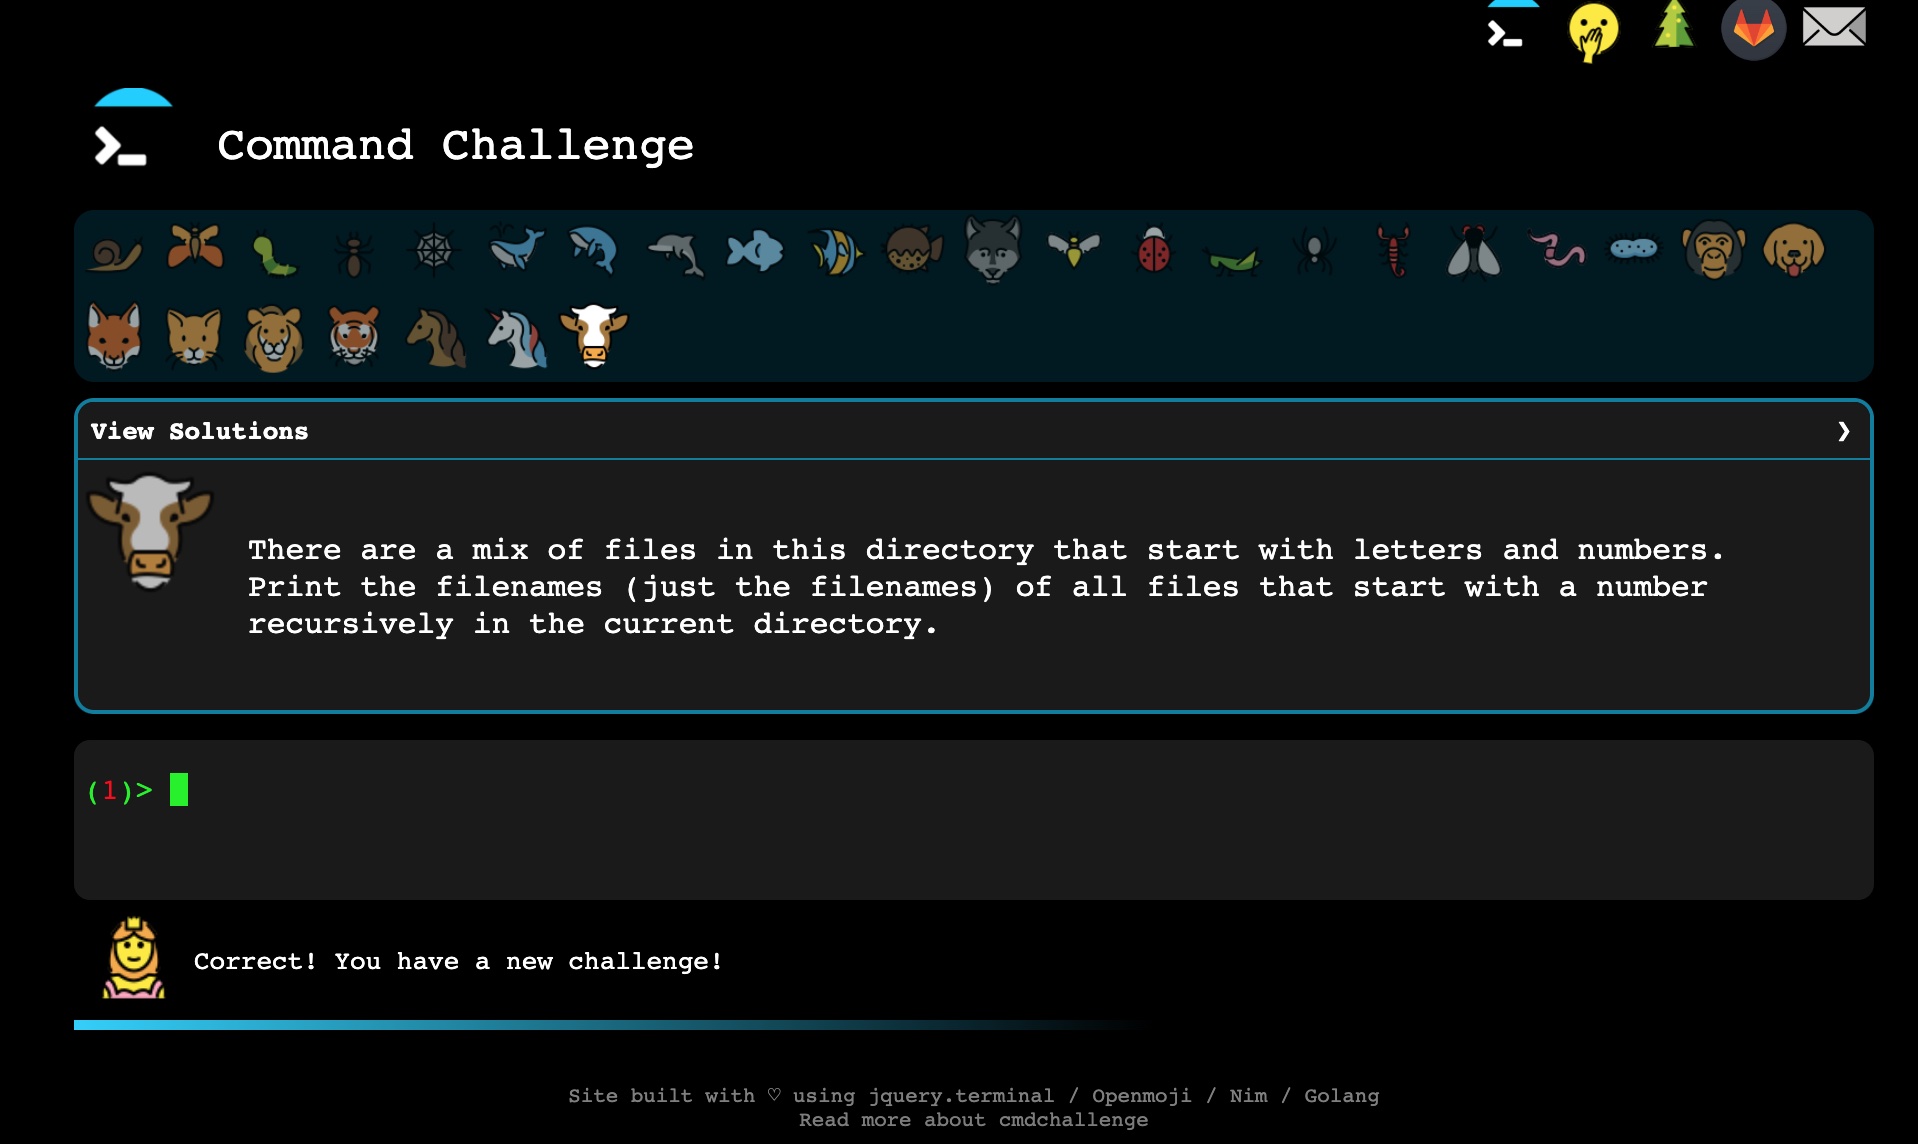 Command Challenge
View Solutions ❯
There are a mix of files in this directory that start with letters and numbers.
Print the filenames (just the filenames) of all files that start with a number
recursively in the current directory.
(1)>
Correct! You have a new challenge!
Site built with ♡ using jquery.terminal / Openmoji / Nim / Golang
Read more about cmdchallenge